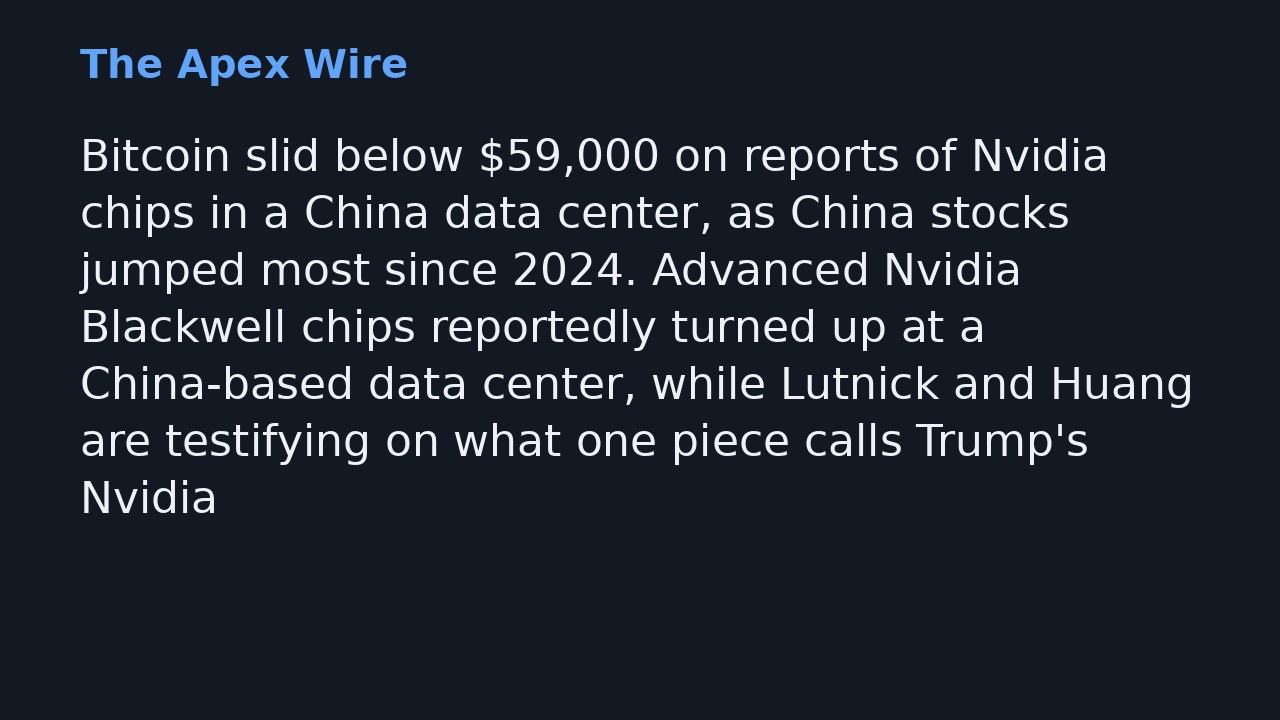 The Apex Wire
Bitcoin slid below $59,000 on reports of Nvidia
chips in a China data center, as China stocks
jumped most since 2024. Advanced Nvidia
Blackwell chips reportedly turned up at a
China-based data center, while Lutnick and Huang
are testifying on what one piece calls Trump's
Nvidia